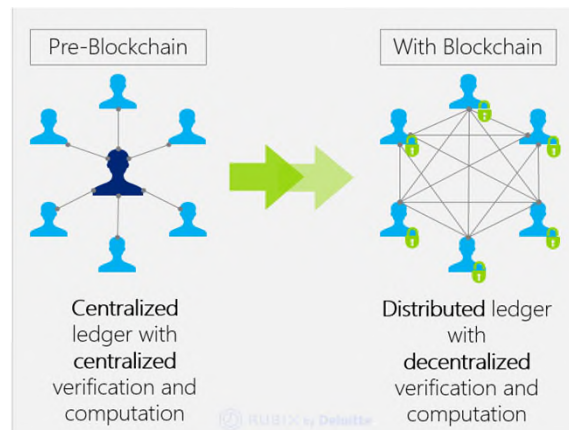 Pre-Blockchain
With Blockchain
Centralized
ledger with
centralized
verification and
computation
Distributed ledger
with
decentralized
verification and
computation
RUBIX by Deloitte